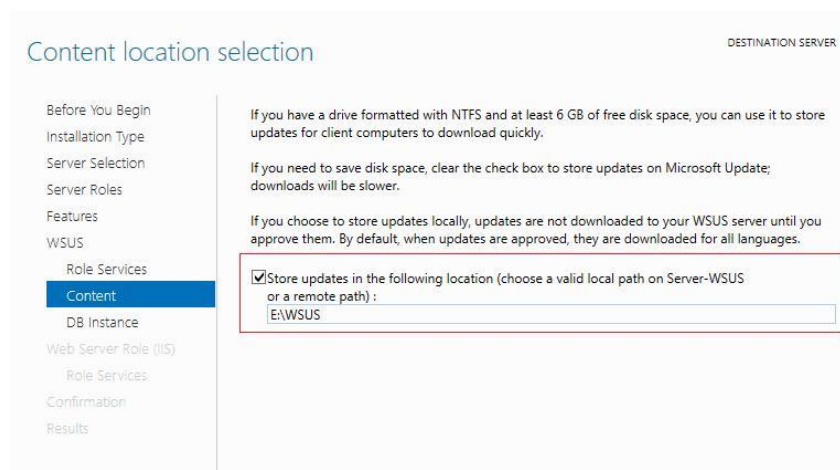 Content location selection
DESTINATION SERVER
Before You Begin
Installation Type
Server Selection
Server Roles
Features
WSUS
Role Services
Content
DB Instance
Web Server Role (IIS)
Role Services
Confirmation
Results
If you have a drive formatted with NTFS and at least 6 GB of free disk space, you can use it to store
updates for client computers to download quickly.
If you need to save disk space, clear the check box to store updates on Microsoft Update;
downloads will be slower.
If you choose to store updates locally, updates are not downloaded to your WSUS server until you
approve them. By default, when updates are approved, they are downloaded for all languages.
Store updates in the following location (choose a valid local path on Server-WSUS
or a remote path) :
E:\WSUS